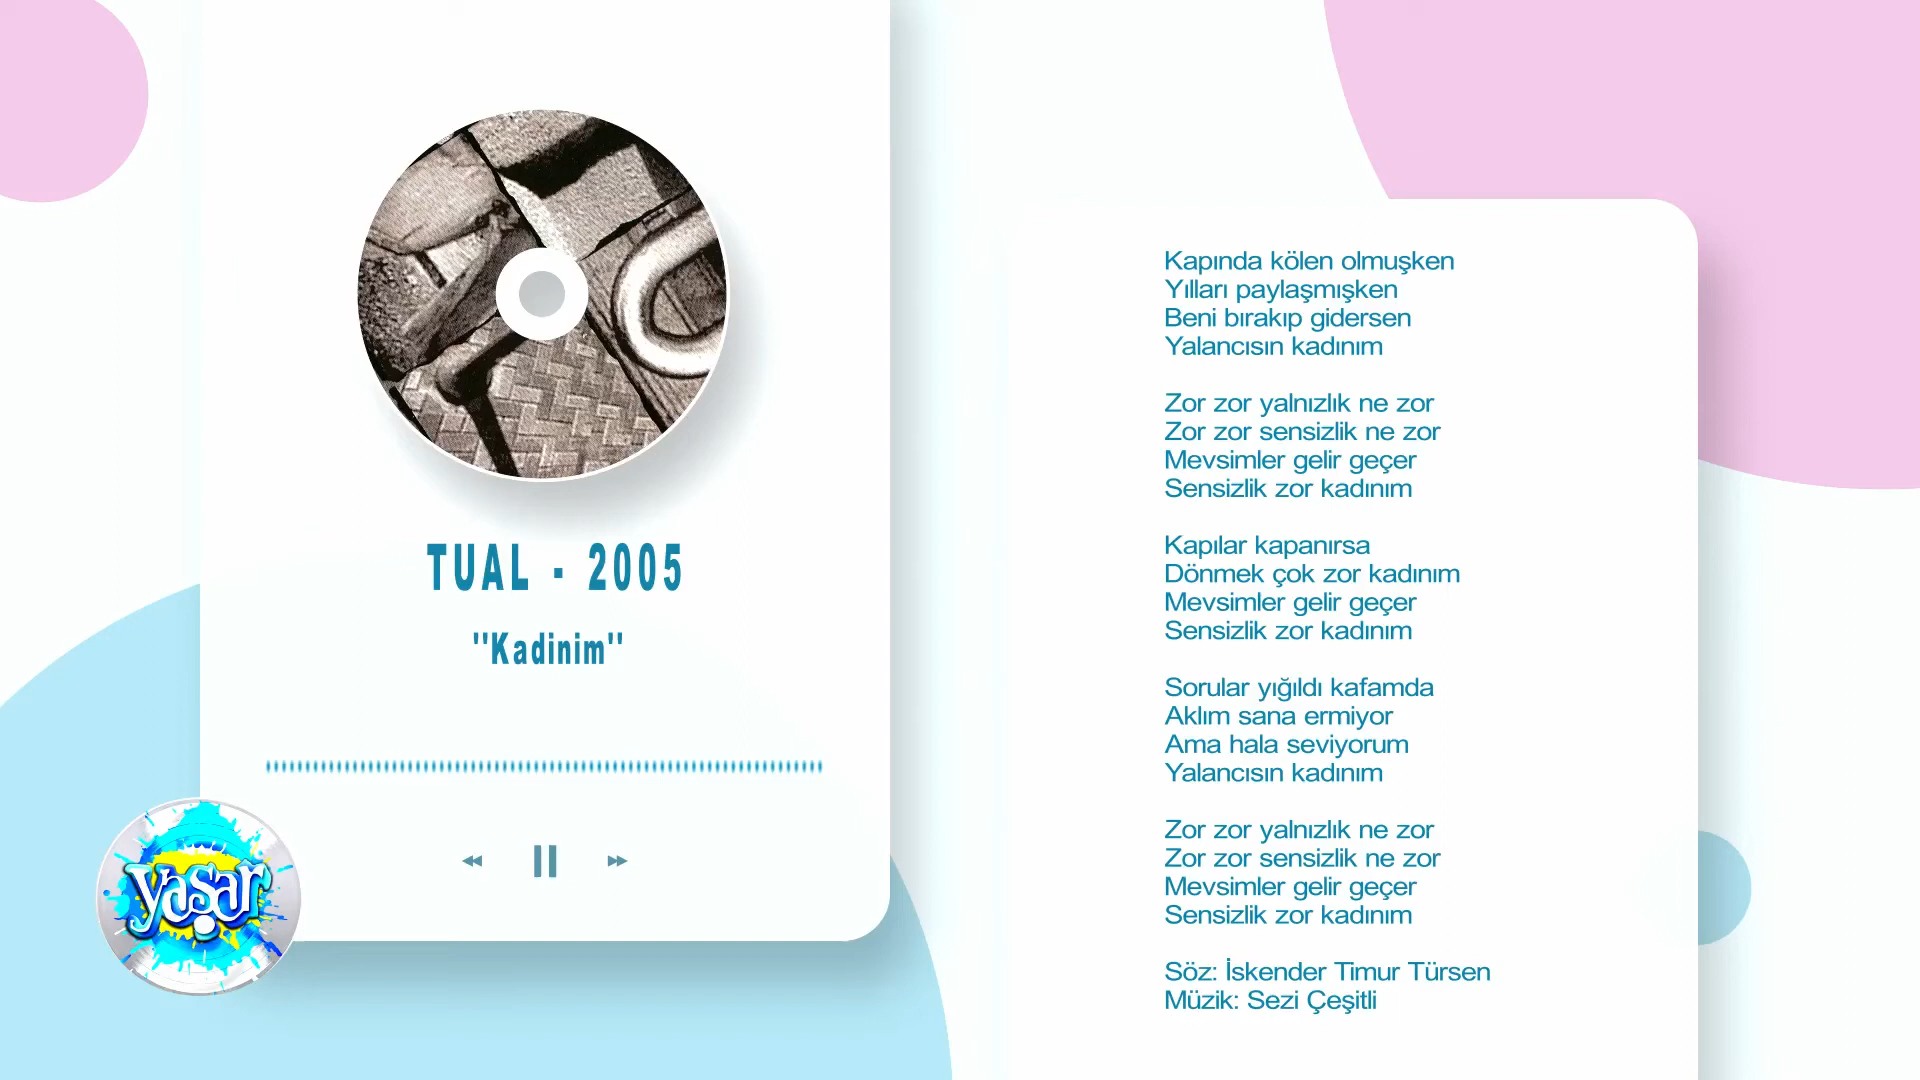 TUAL - 2005
"Kadinim"
yaşar
Kapında kölen olmuşken
Yılları paylaşmışken
Beni bırakıp gidersen
Yalancısın kadınım
Zor zor yalnızlık ne zor
Zor zor sensizlik ne zor
Mevsimler gelir geçer
Sensizlik zor kadınım
Kapılar kapanırsa
Dönmek çok zor kadınım
Mevsimler gelir geçer
Sensizlik zor kadınım
Sorular yığıldı kafamda
Aklım sana ermiyor
Ama hala seviyorum
Yalancısın kadınım
Zor zor yalnızlık ne zor
Zor zor sensizlik ne zor
Mevsimler gelir geçer
Sensizlik zor kadınım
Söz: İskender Timur Türsen
Müzik: Sezi Çeşitli